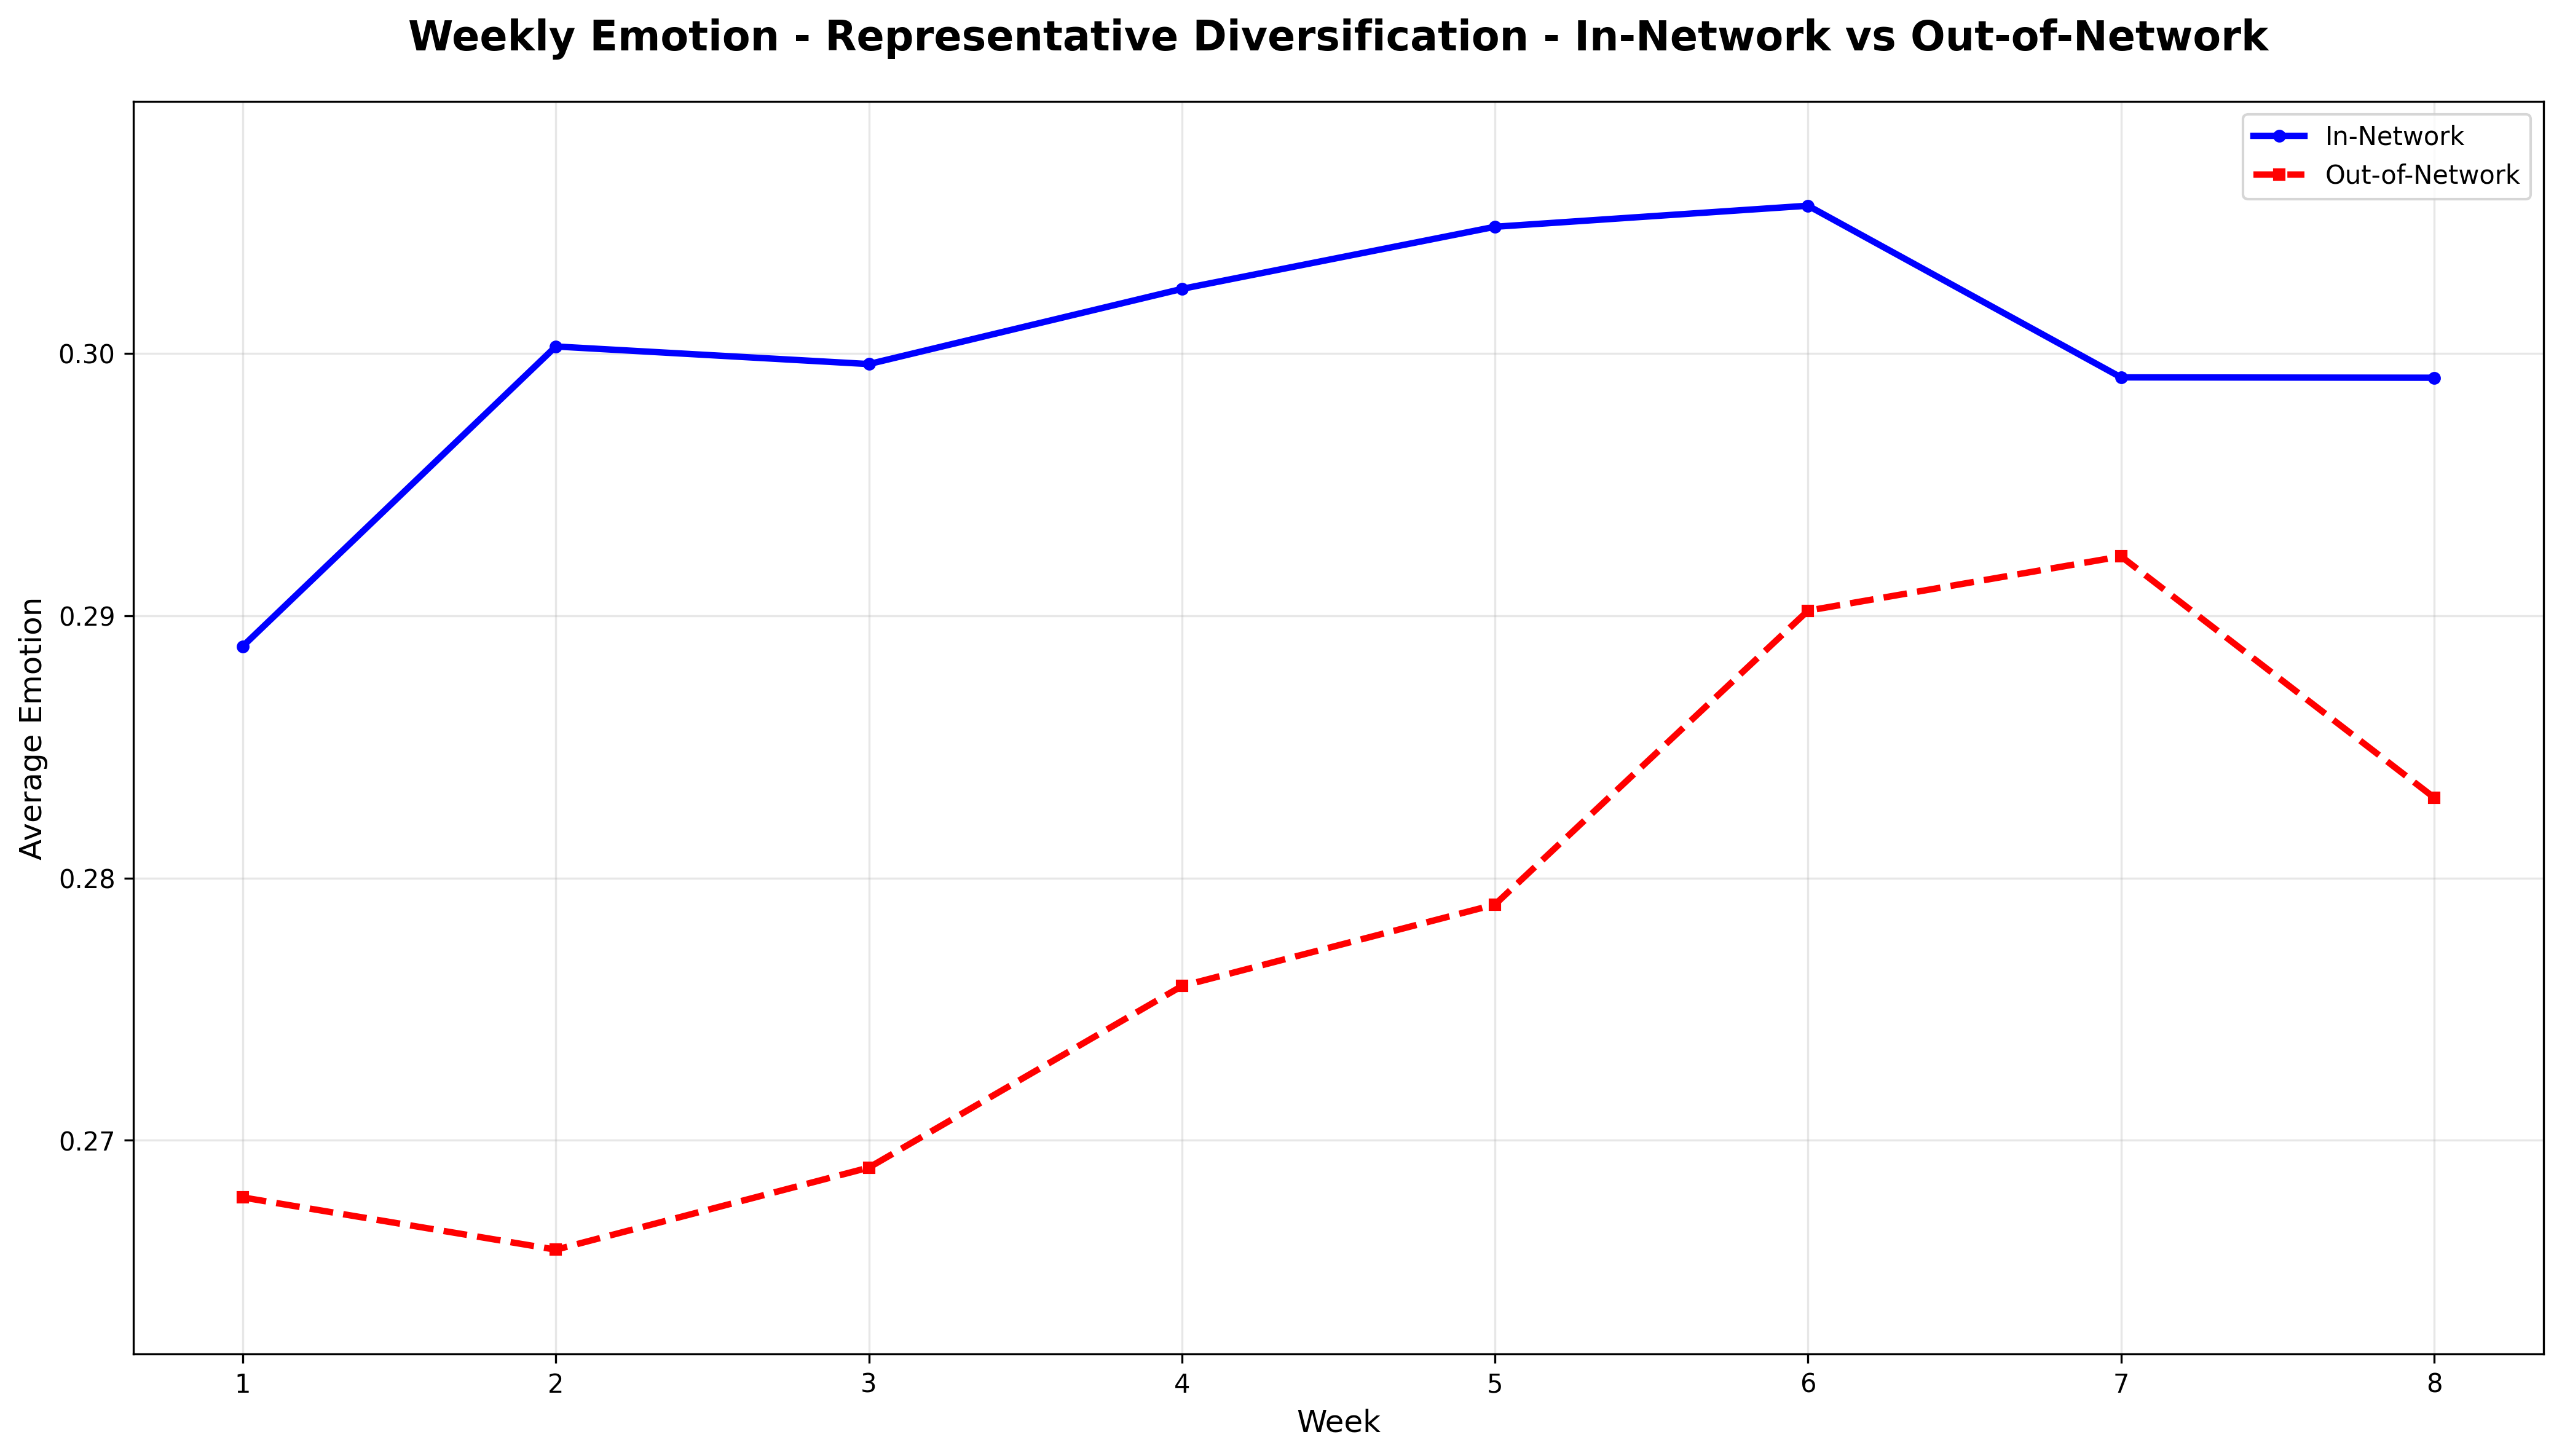 Weekly Emotion - Representative Diversification - In-Network vs Out-of-Network
In-Network
Out-of-Network
Average Emotion
0.30
0.29
0.28
0.27
1 2 3 4 5 6 7 8
Week